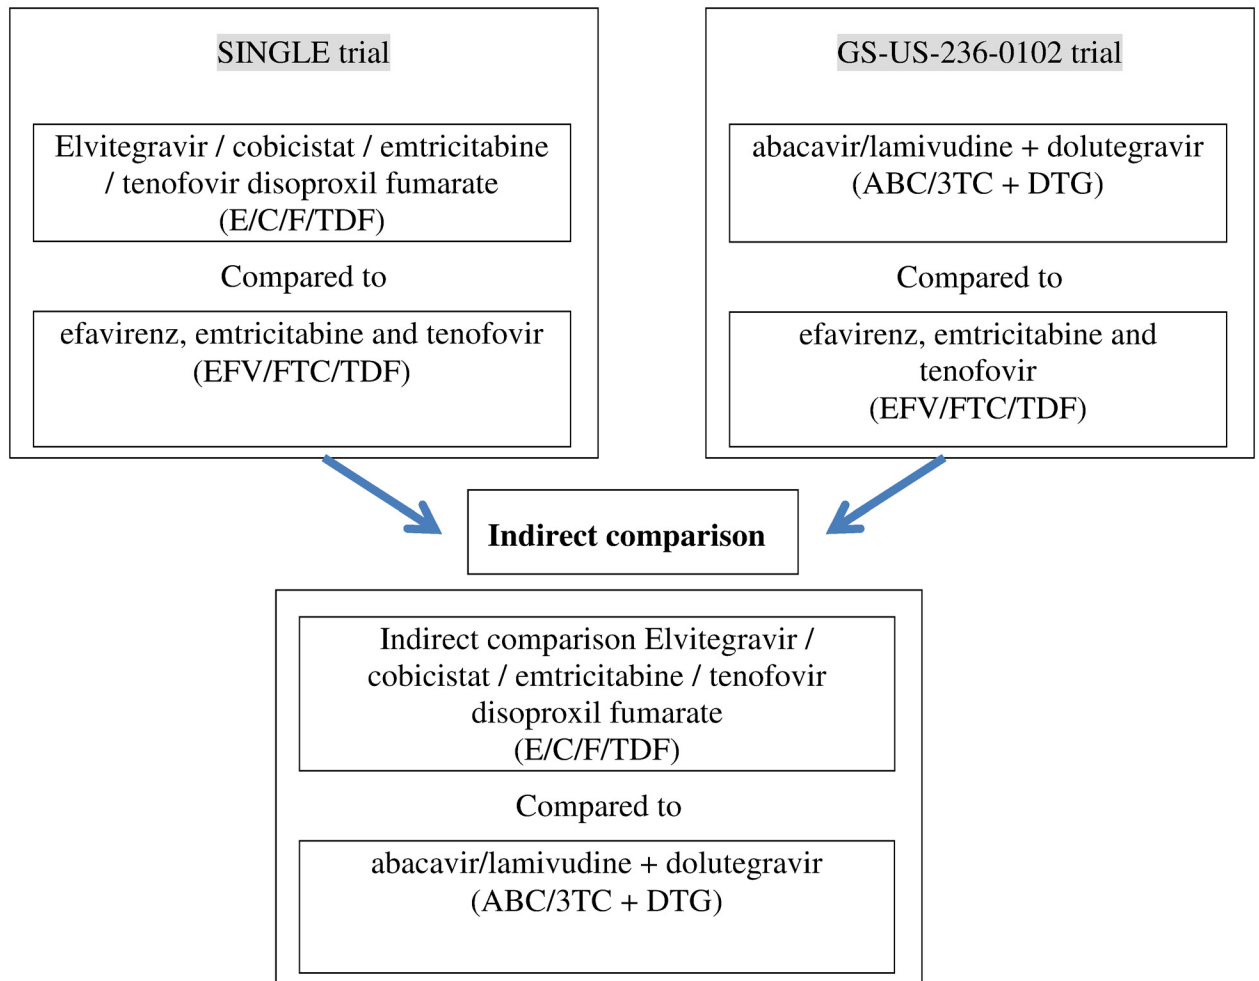 SINGLE trial
Elvitegravir / cobicistat / emtricitabine
/ tenofovir disoproxil fumarate
(E/C/F/TDF)
Compared to
efavirenz, emtricitabine and tenofovir
(EFV/FTC/TDF)
GS-US-236-0102 trial
abacavir/lamivudine + dolutegravir
(ABC/3TC + DTG)
Compared to
efavirenz, emtricitabine and
tenofovir
(EFV/FTC/TDF)
Indirect comparison
Indirect comparison Elvitegravir /
cobicistat / emtricitabine / tenofovir
disoproxil fumarate
(E/C/F/TDF)
Compared to
abacavir/lamivudine + dolutegravir
(ABC/3TC + DTG)